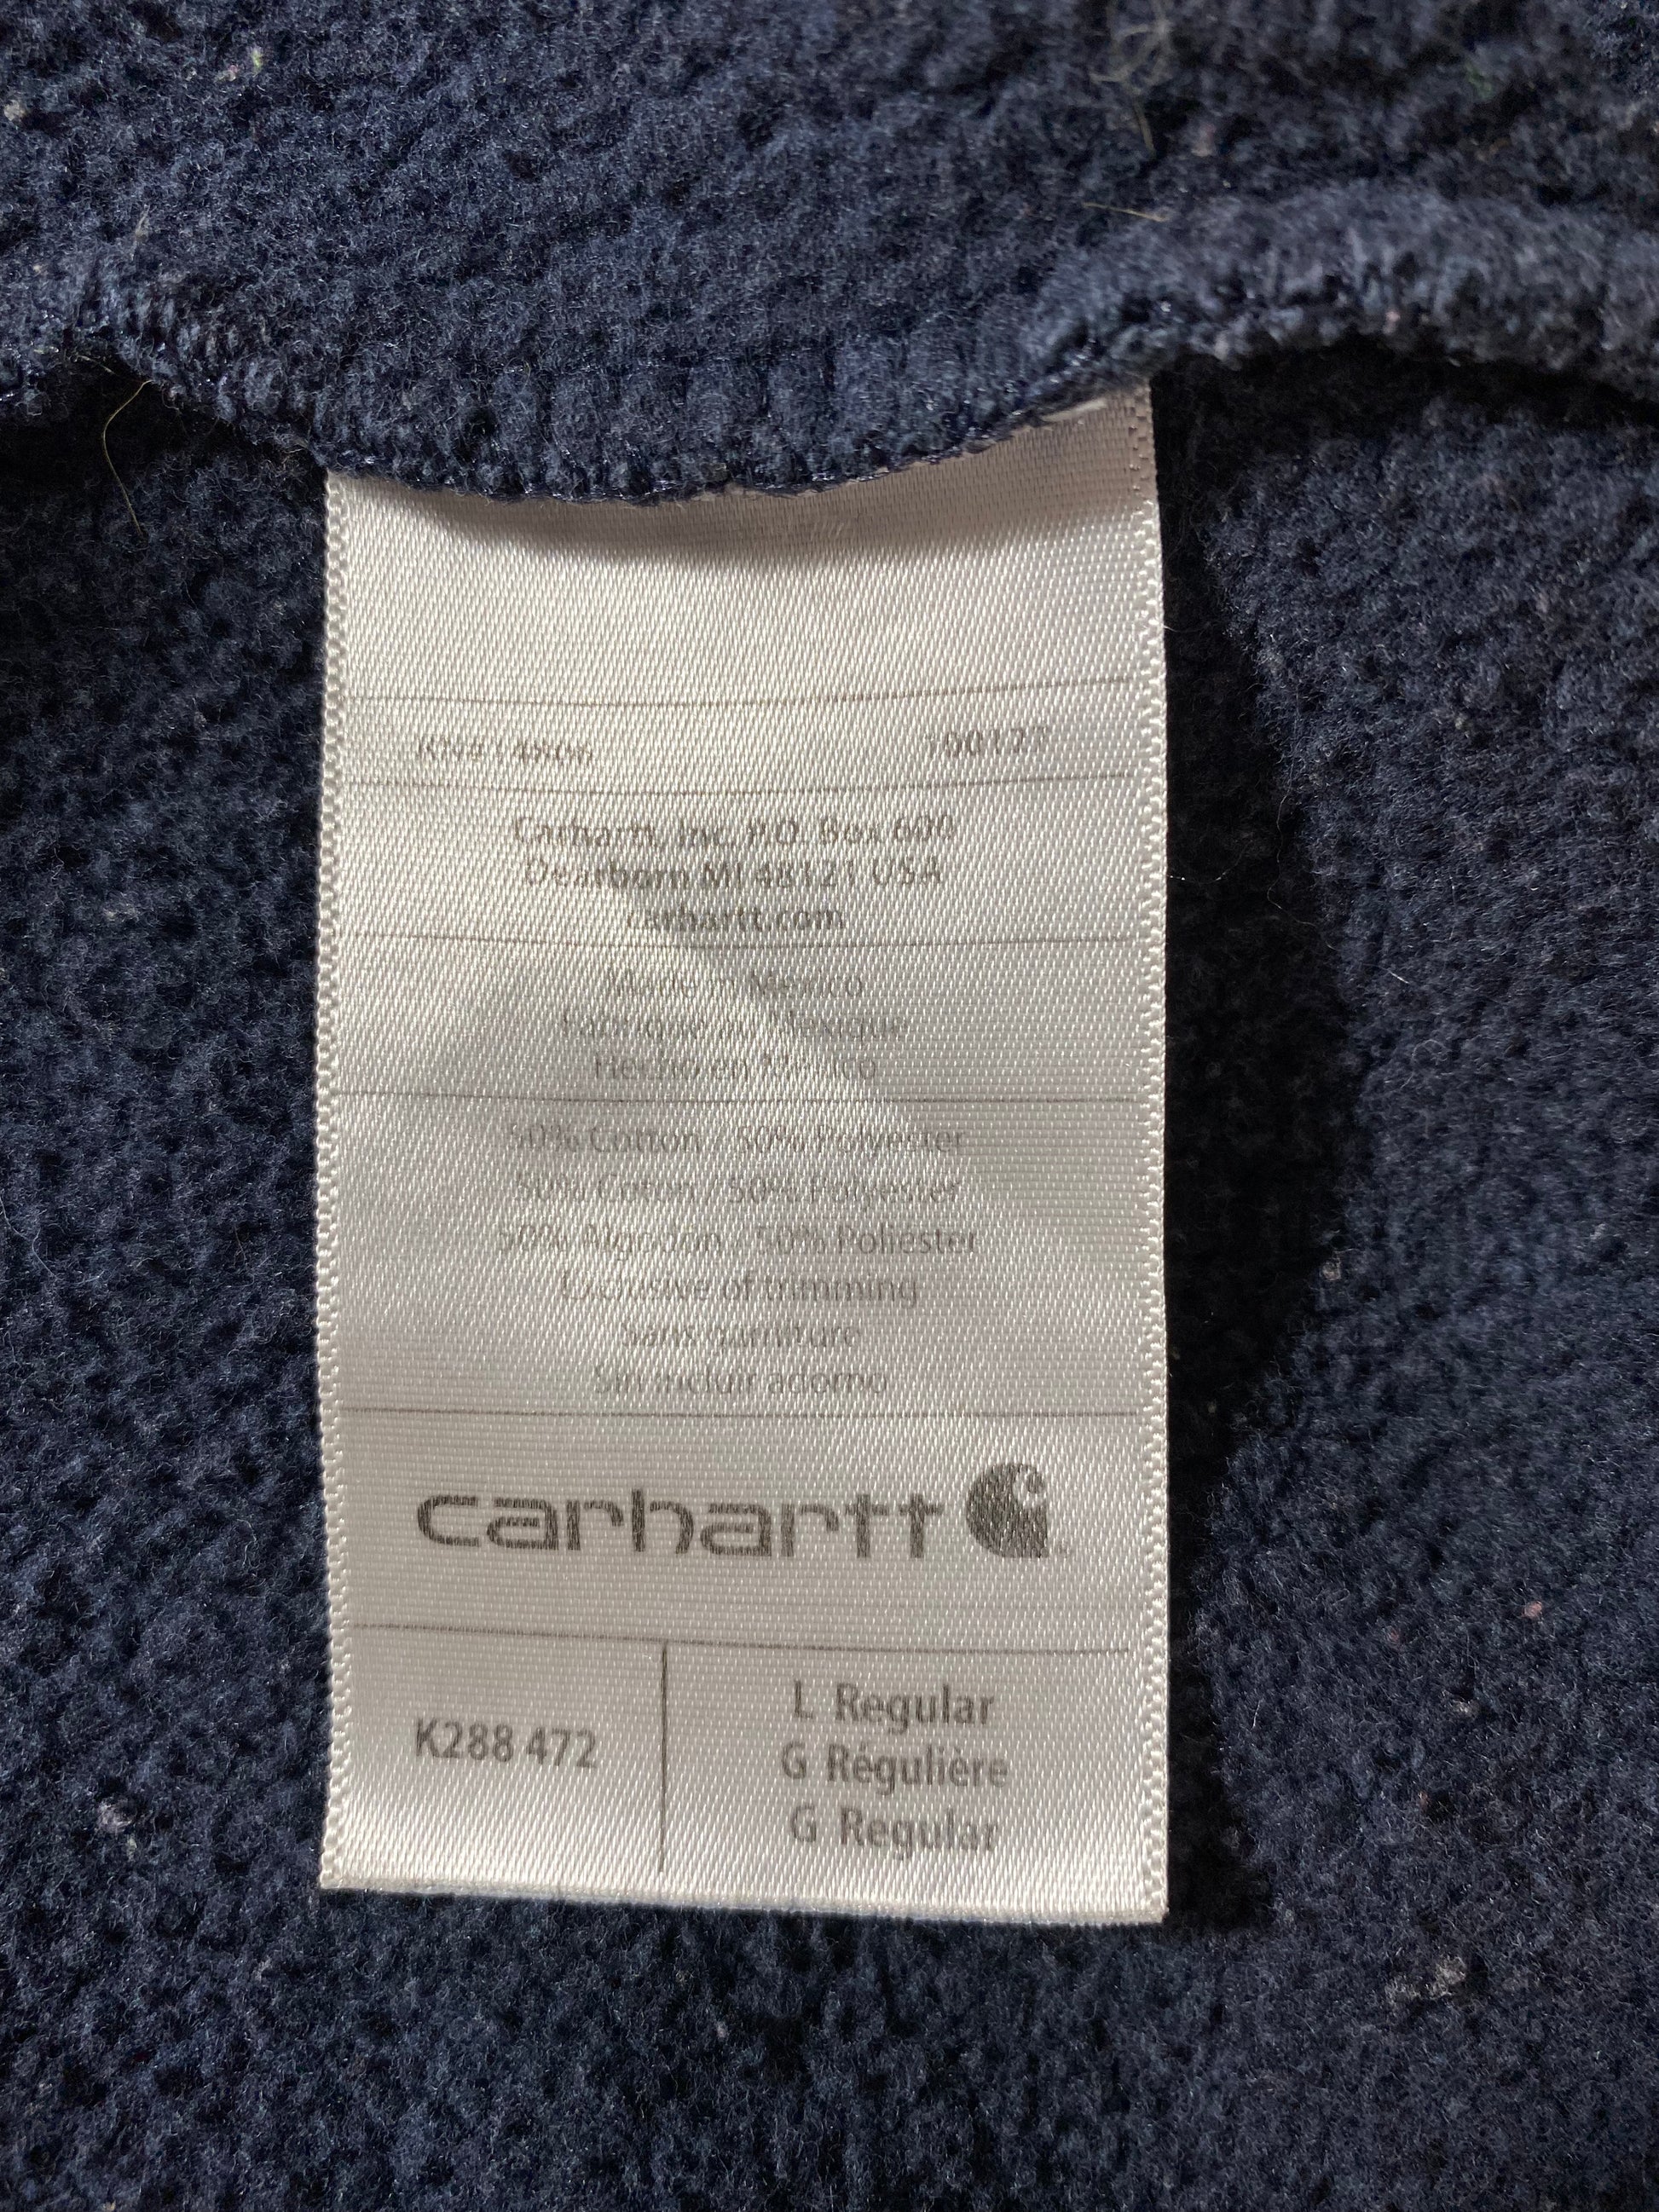 RN# 14806
Carhartt, Inc. P.O. Box 600
Dearborn MI 48121 USA
carhartt.com
Made in Mexico
Fabriqué au Mexique
Hecho en México
50% Cotton / 50% Polyester
50% Coton / 50% Polyester
50% Algodón / 50% Poliester
Exclusive of trimming
sans garniture
Sin incluir adorno
carhartt
K288 472
L Regular
G Régulière
G Regular